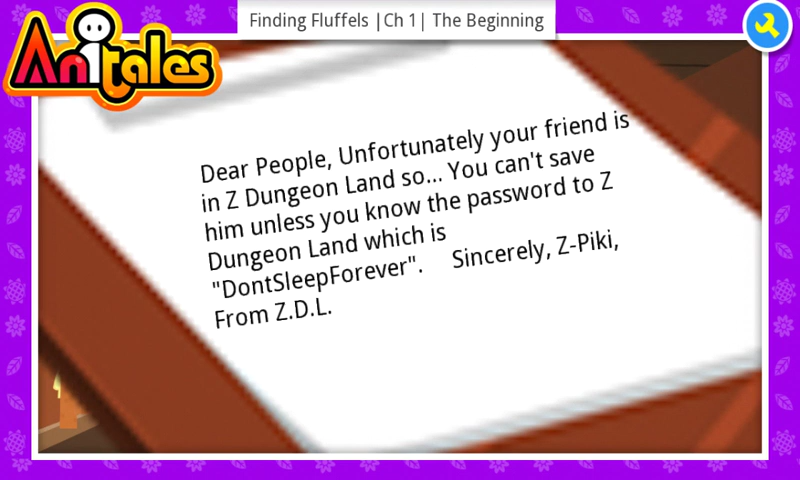 Finding Fluffels |Ch 1| The Beginning
Anitales
Dear People, Unfortunately your friend is
in Z Dungeon Land so... You can't save
him unless you know the password to Z
Dungeon Land which is
"DontSleepForever". Sincerely, Z-Piki,
From Z.D.L.